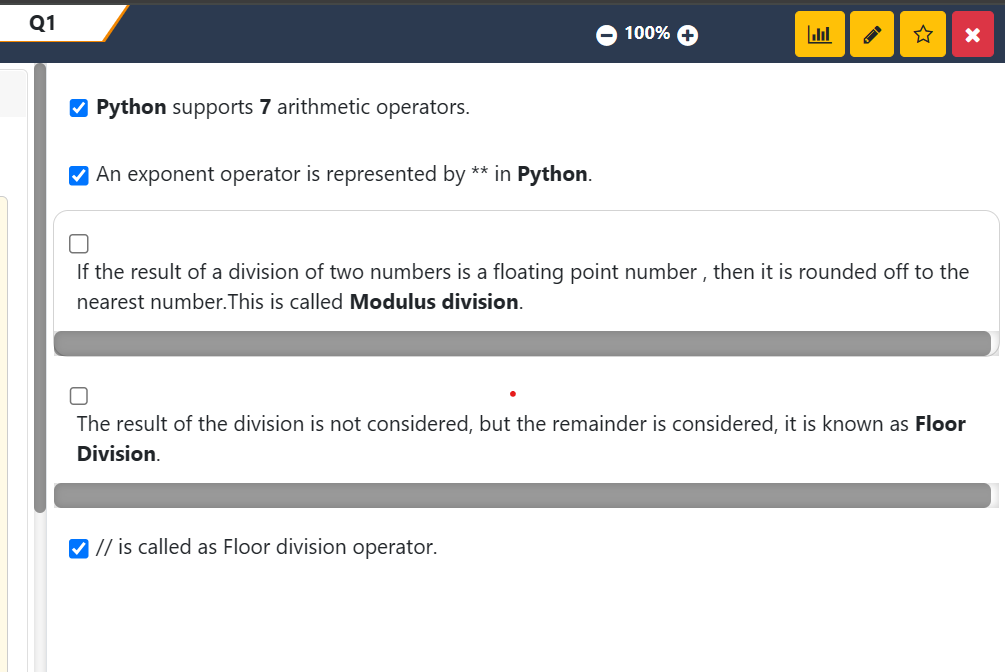 Q1
100%
Python supports 7 arithmetic operators.
An exponent operator is represented by ** in Python.
If the result of a division of two numbers is a floating point number , then it is rounded off to the
nearest number.This is called Modulus division.
The result of the division is not considered, but the remainder is considered, it is known as Floor
Division.
// is called as Floor division operator.